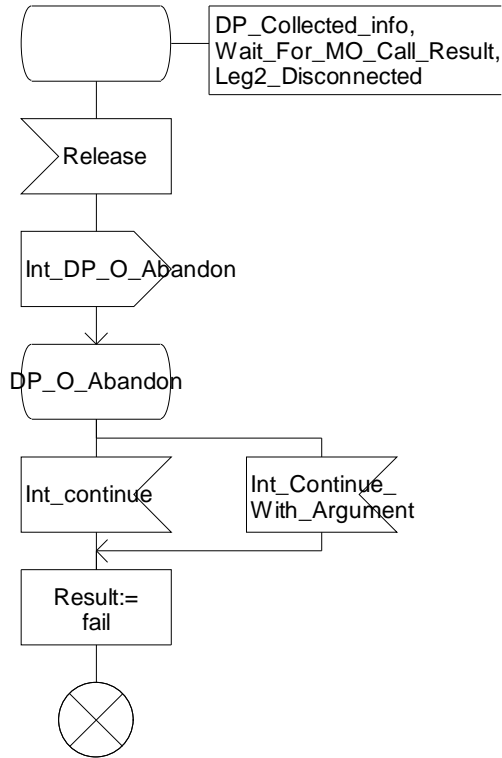 DP_Collected_info,
Wait_For_MO_Call_Result,
Leg2_Disconnected
Release
Int_DP_O_Abandon
DP_O_Abandon
Int_continue
Int_Continue_
With_Argument
Result:=
fail